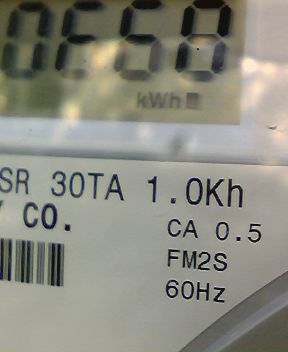 kWh
SR 30TA 1.0Kh
Y CO.
CA 0.5
FM2S
60Hz